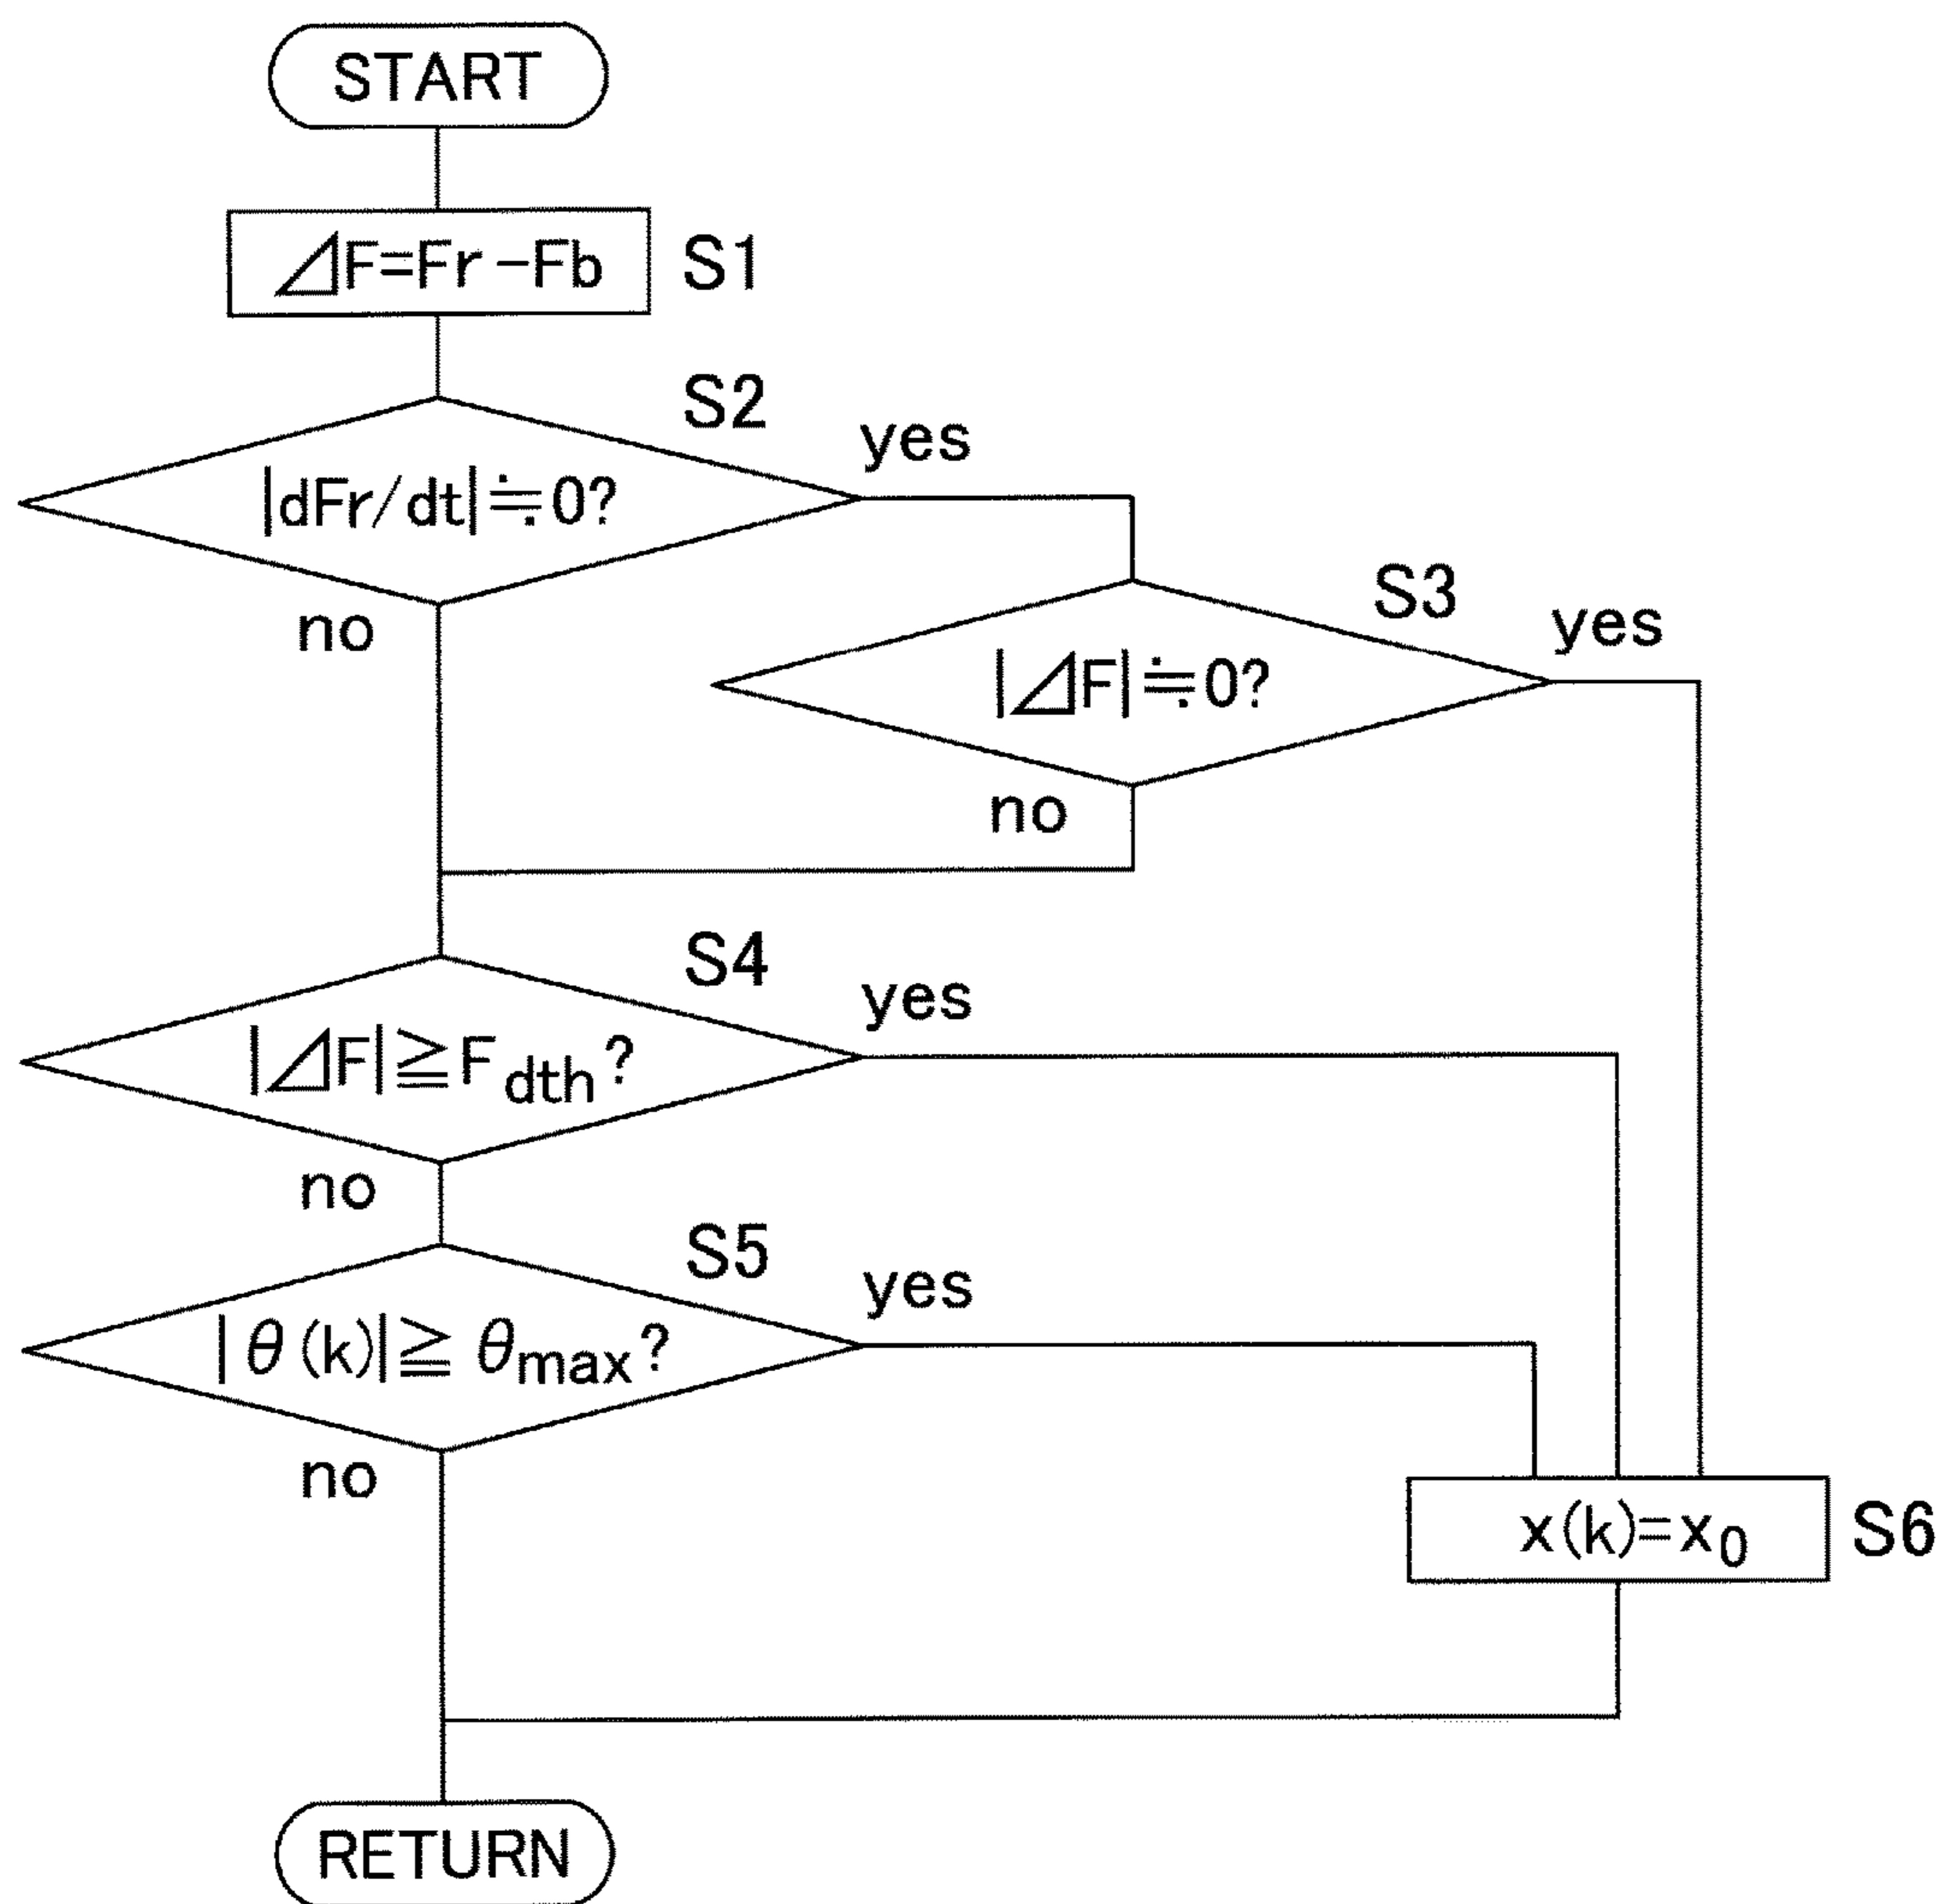 START
⊿F=Fr-Fb S1
S2
yes
|dFr/dt|≒0?
no
S3
yes
|⊿F|≒0?
no
S4
yes
|⊿F|≧F dth ?
no
S5
yes
|θ(k)|≧ θmax?
no
x(k)=x0 S6
RETURN